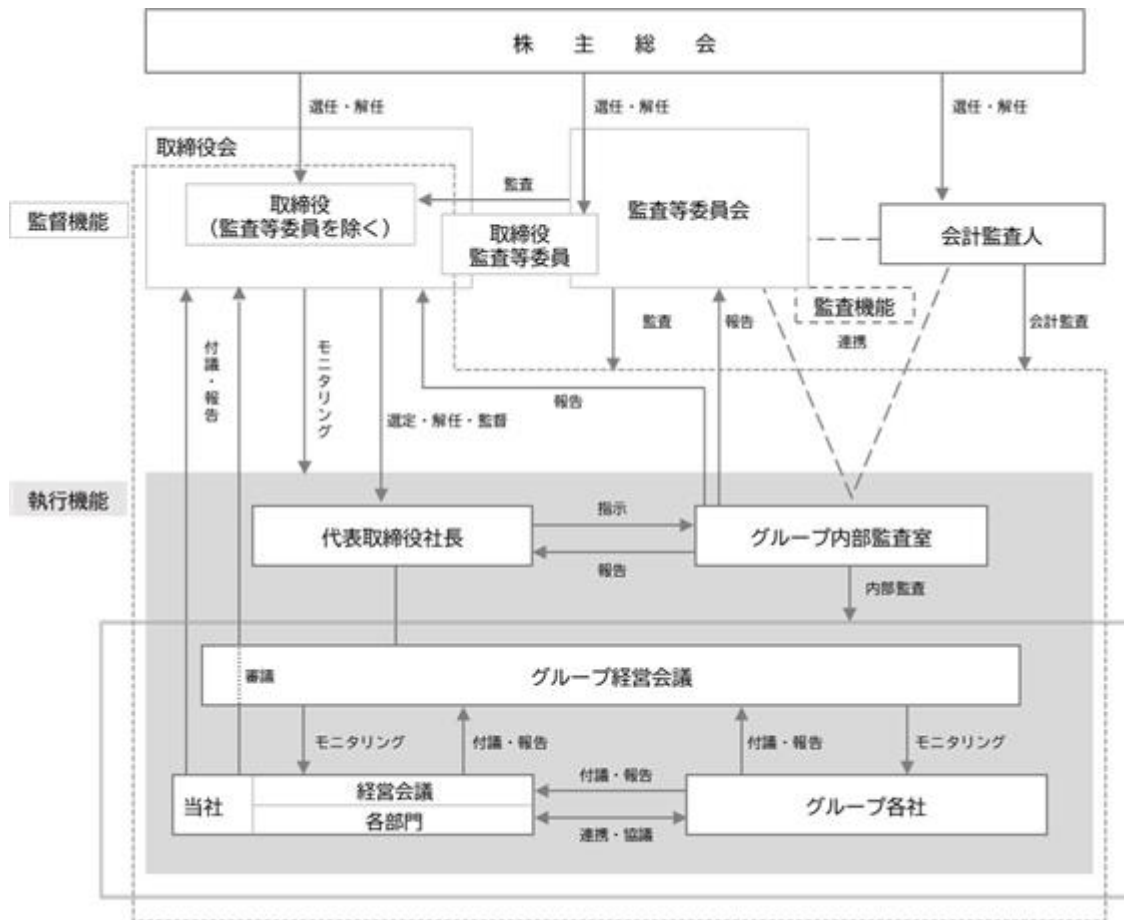 株主総会
選任・解任
選任・解任
選任・解任
取締役会
監査
取締役
（監査等委員を除く）
監査等委員会
監督機能
取締役
監査等委員
会計監査人
監査機能
連携
監査
報告
会計監査
付議・報告
モニタリング
報告
選定・解任・監督
執行機能
代表取締役社長
指示
報告
グループ内部監査室
内部監査
審議
グループ経営会議
モニタリング
付議・報告
付議・報告
モニタリング
当社
経営会議
各部門
付議・報告
連携・協議
グループ各社